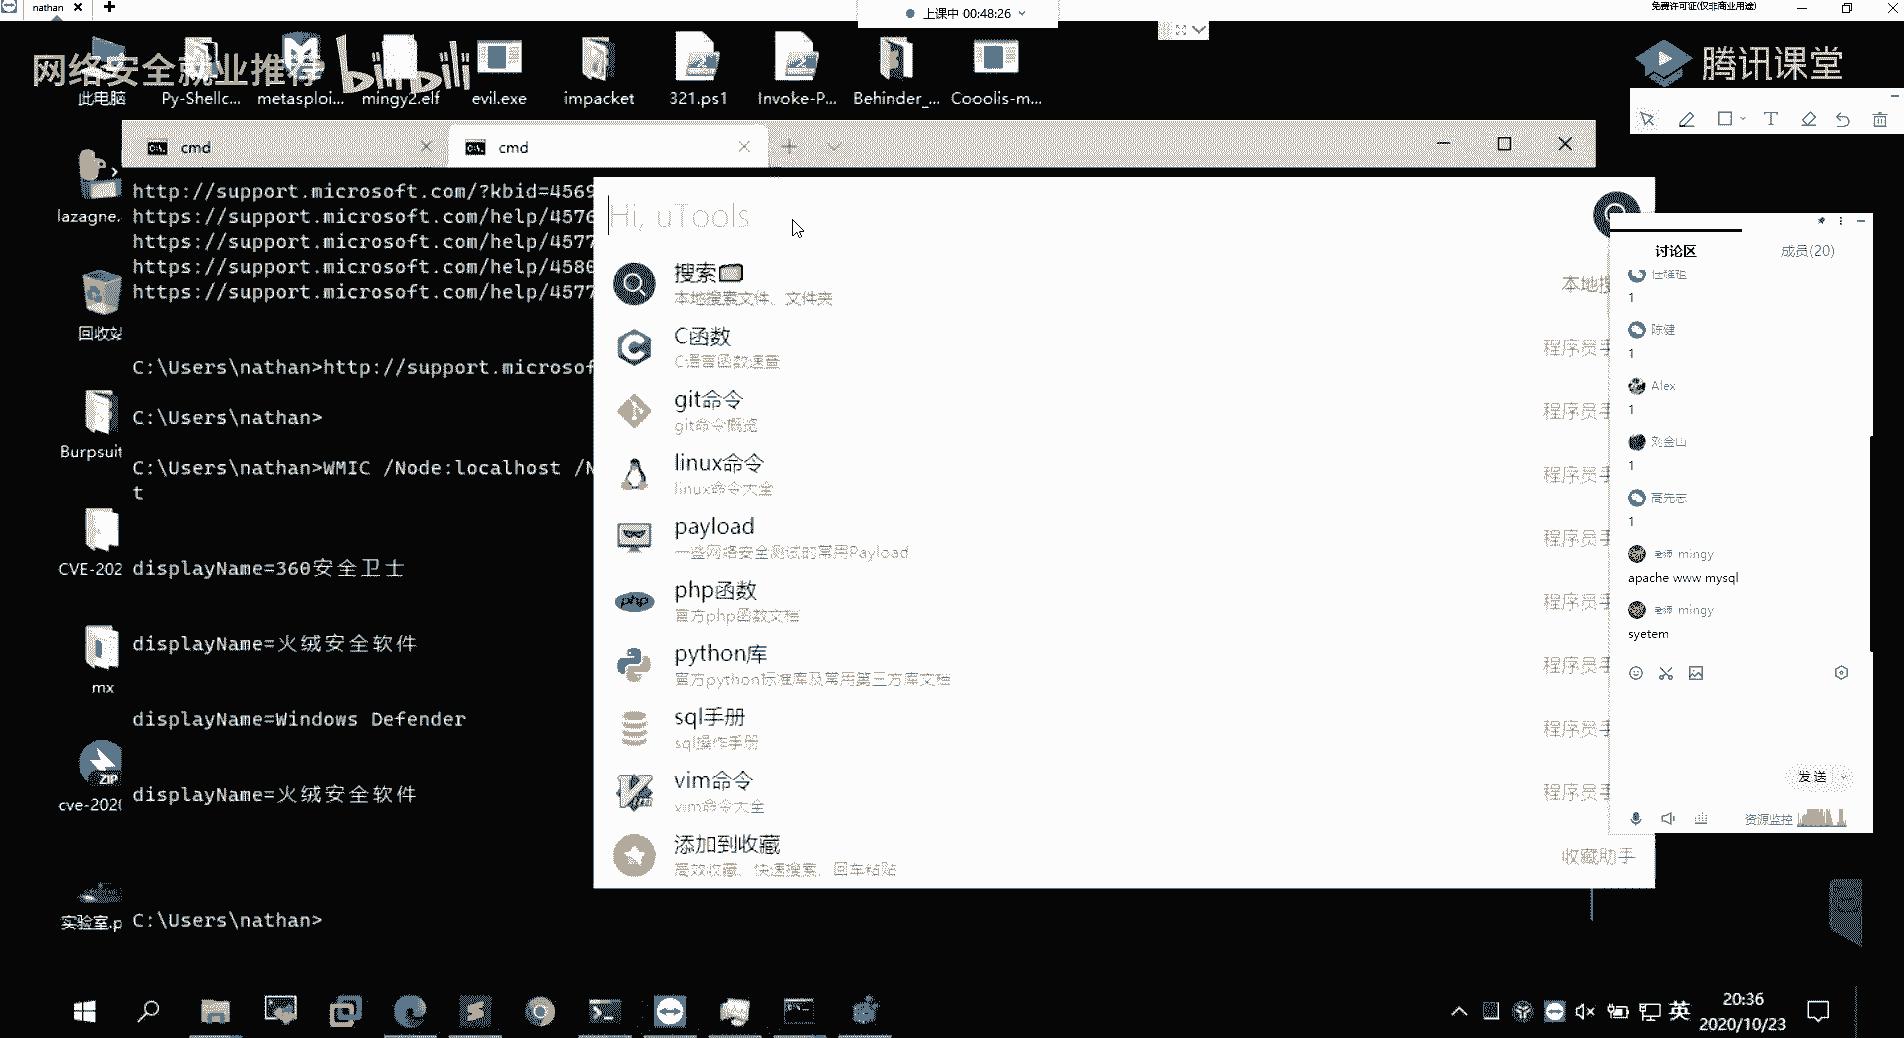 nathan
上课中 00:48:26
免费许可证(仅非商业用途)
网络安全就业推荐
bilibili
腾讯课堂
此电脑
Py-Shellc...
metasploi...
mingy2.elf
evil.exe
impacket
321.ps1
Invoke-P...
Behinder_...
Cooolis-m...
lazagne.
回收站
Burpsuit
CVE-202
mx
cve-202(
实验室.p
cmd
cmd
http://support.microsoft.com/?kbid=4569
https://support.microsoft.com/help/4576
https://support.microsoft.com/help/4577
https://support.microsoft.com/help/4580
https://support.microsoft.com/help/4577
C:\Users\nathan>http://support.microsof
C:\Users\nathan>
C:\Users\nathan>WMIC /Node:localhost /N
t
displayName=360安全卫士
displayName=火绒安全软件
displayName=Windows Defender
displayName=火绒安全软件
C:\Users\nathan>
Hi, uTools
搜索
本地搜索文件、文件夹
本地搜
C函数
C语言函数速查
程序员手
git命令
git命令概览
程序员手
linux命令
linux命令大全
程序员手
payload
一些网络安全测试的常用Payload
程序员手
php函数
官方php函数文档
程序员手
python库
官方python标准库及常用第三方库文档
程序员手
sql手册
sql操作手册
程序员手
vim命令
vim命令大全
程序员手
添加到收藏
高效收藏、快速搜索、回车粘贴
收藏助手
讨论区
成员(20)
1
陈健
1
Alex
1
刘金山
1
高先志
1
老师 mingy
apache www mysql
老师 mingy
syetem
发送
资源监控
英
20:36
2020/10/23